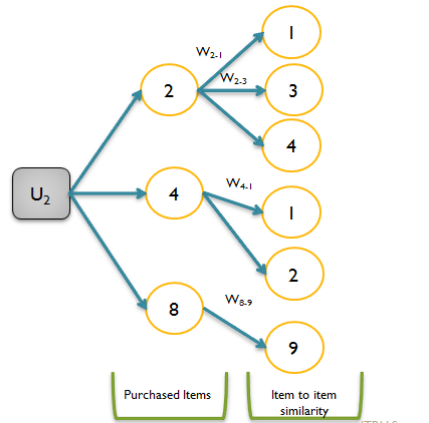 1
W2-1
2
W2-3
3
4
U2
4
W4-1
1
2
8
W8-9
9
Purchased Items
Item to item
similarity